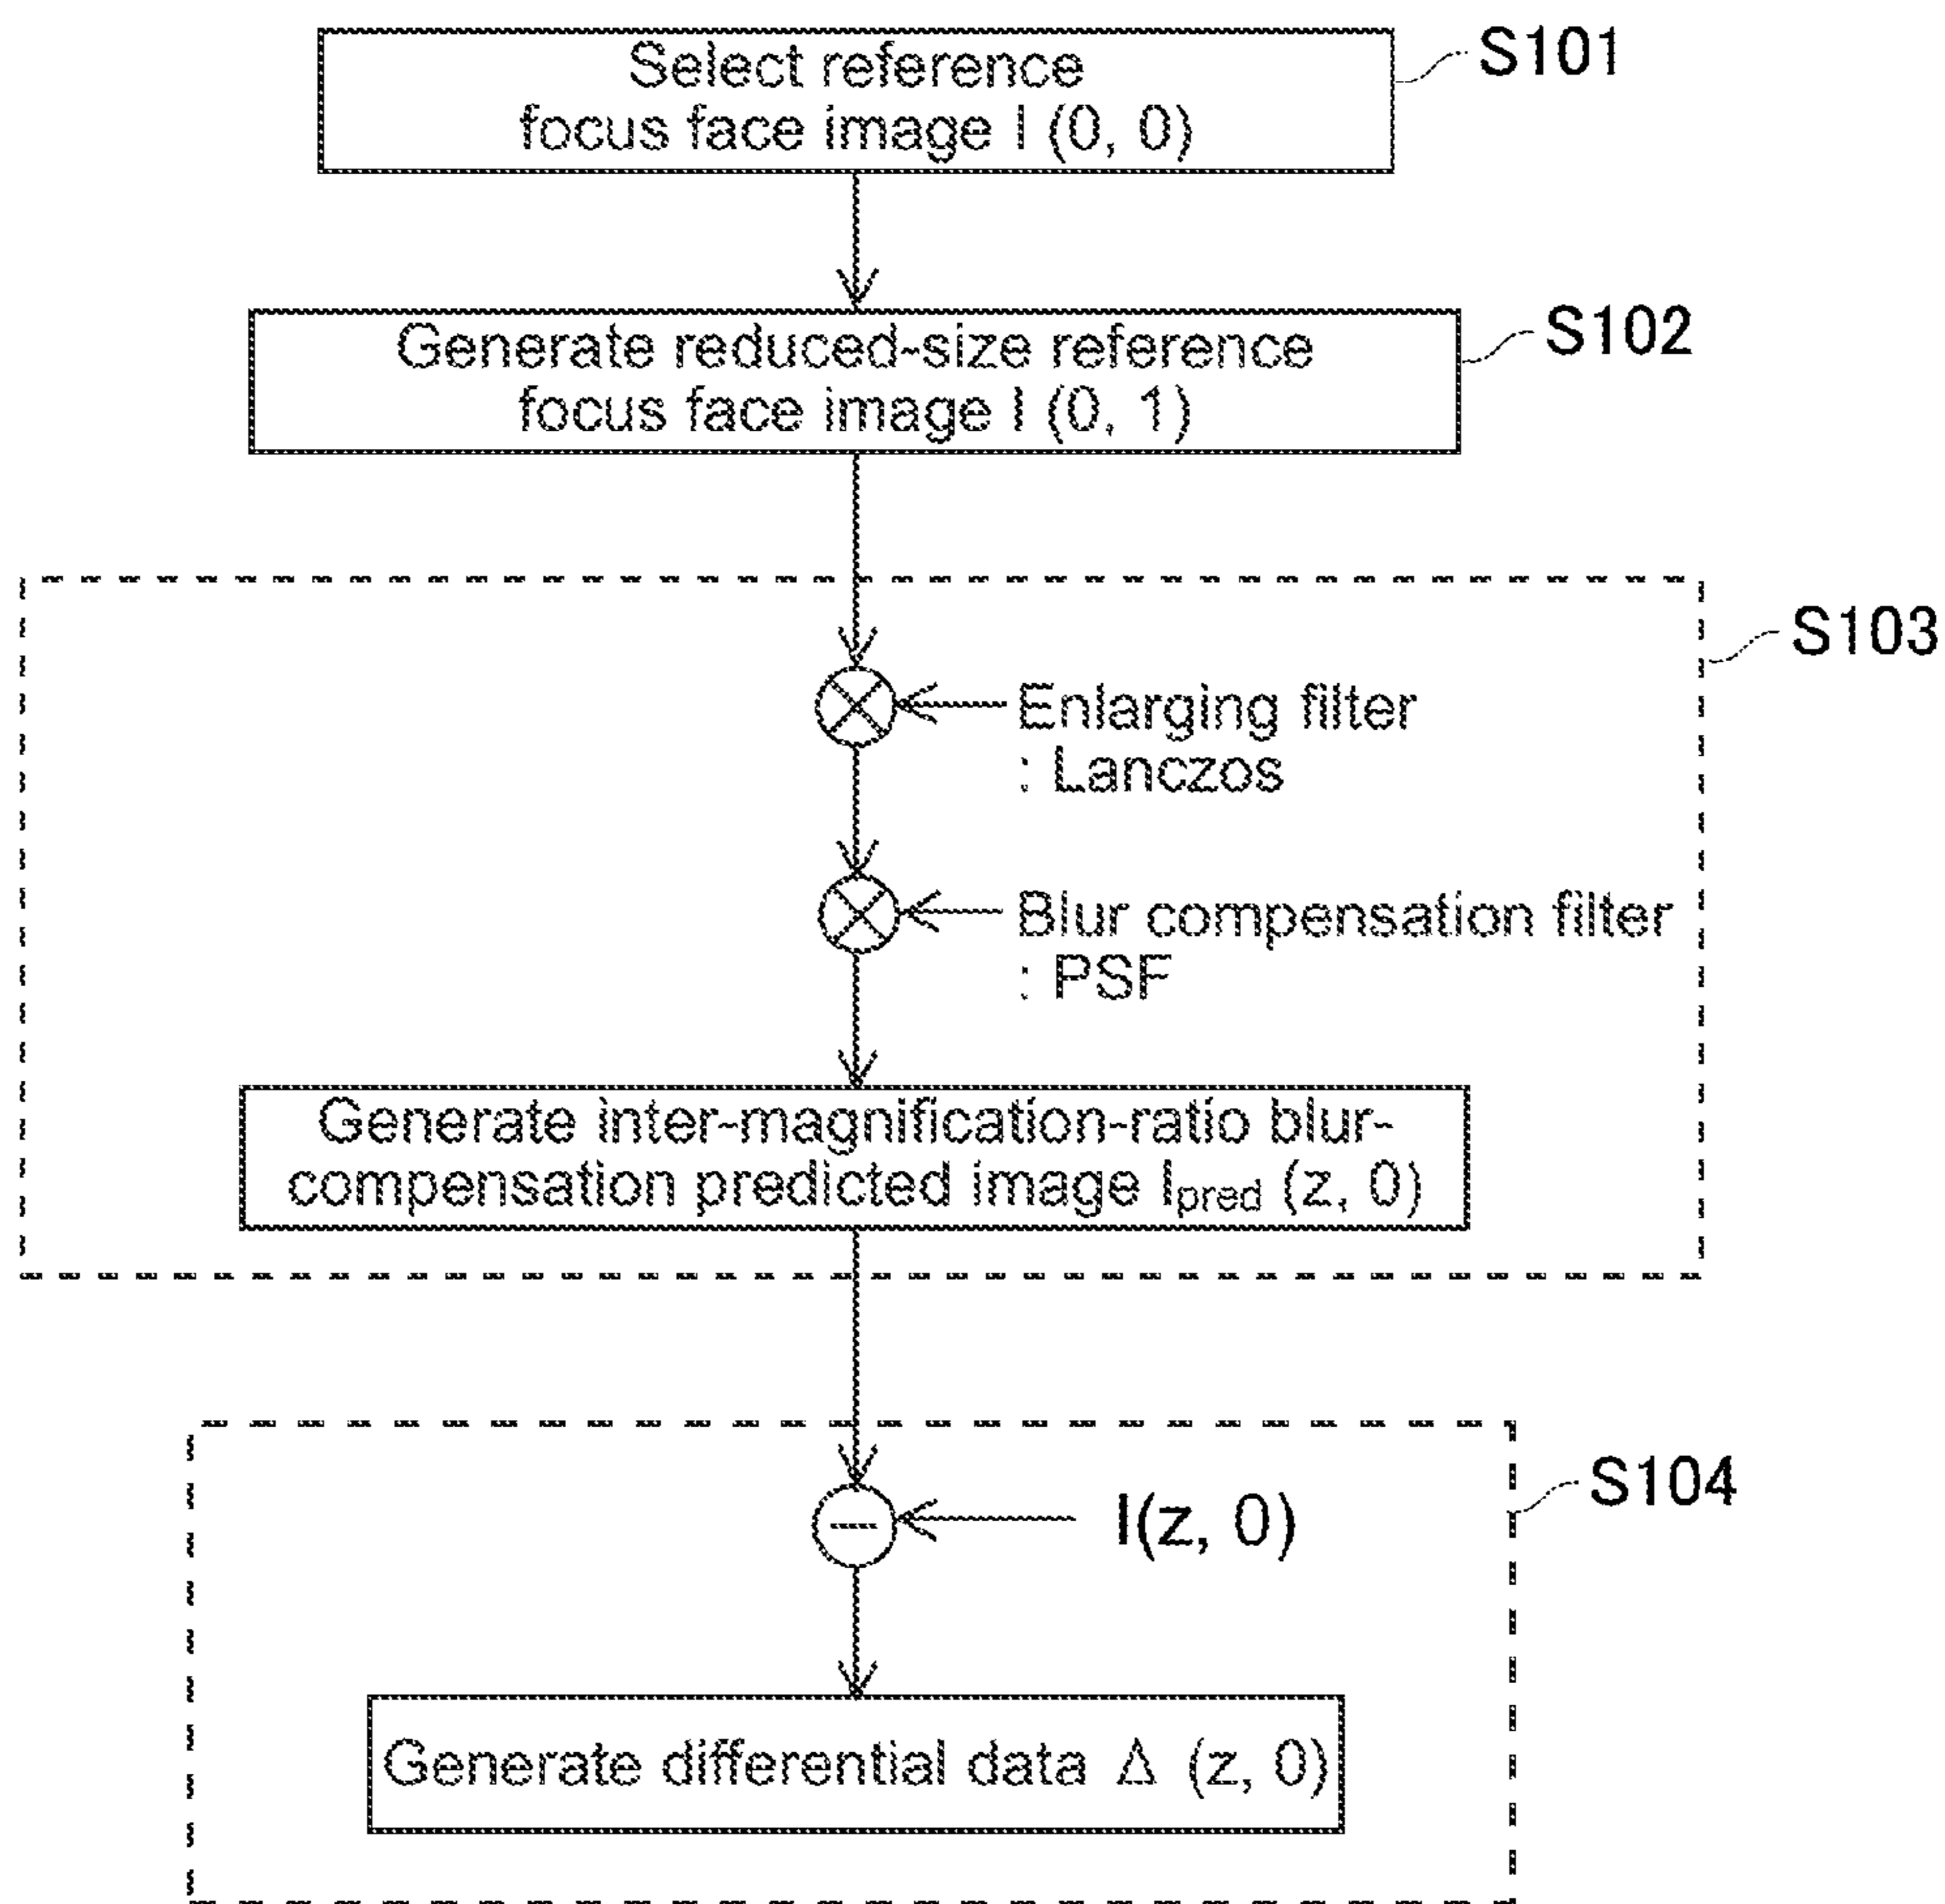 Select reference
focus face image I (0, 0)
S101
Generate reduced-size reference
focus face image I (0, 1)
S102
S103
Enlarging filter
: Lanczos
Blur compensation filter
: PSF
Generate inter-magnification-ratio blur-
compensation predicted image Ipred (z, 0)
S104
I(z, 0)
Generate differential data Δ (z, 0)